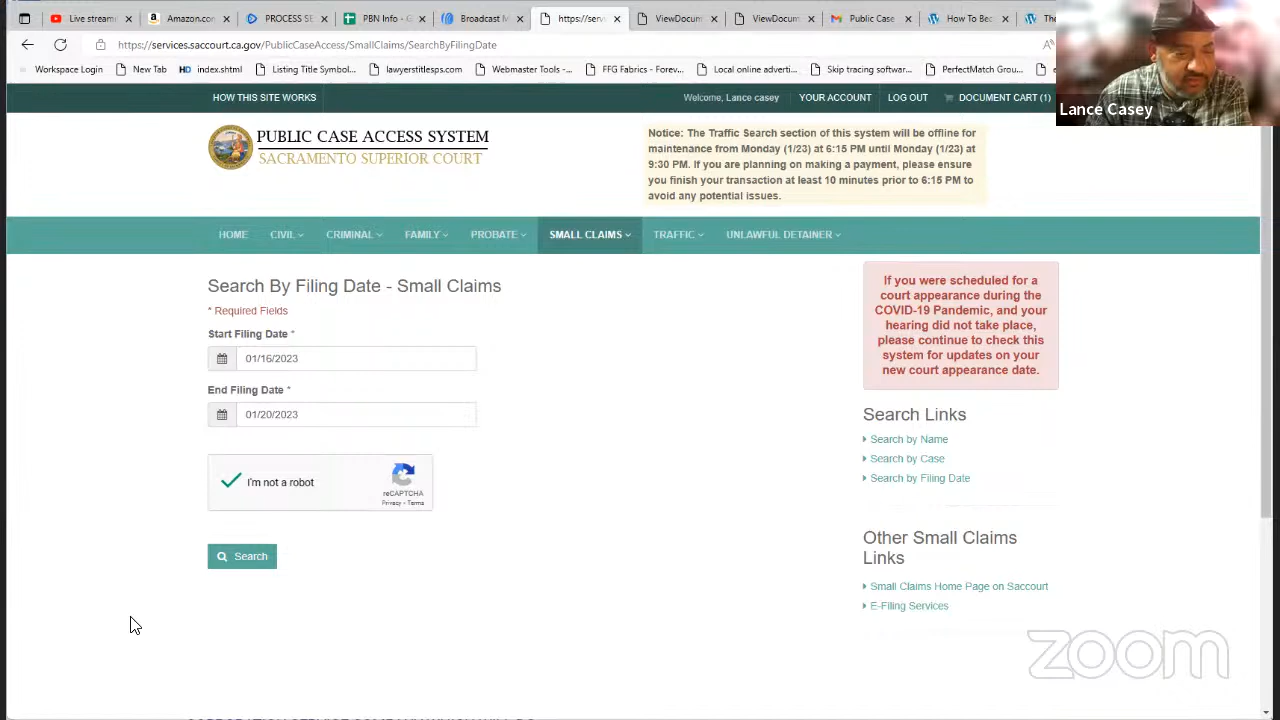 Live stream
Amazon.co
PROCESS SE
PBN Info - G
Broadcast M
https://serv
ViewDocum
ViewDocum
Public Case
How To Bec
The
https://services.saccourt.ca.gov/PublicCaseAccess/SmallClaims/SearchByFilingDate
Workspace Login
New Tab
HD index.shtml
Listing Title Symbol...
lawyerstitleps.com
Webmaster Tools -...
FFG Fabrics - Forev...
Local online adverti...
Skip tracing softwar...
PerfectMatch Grou...
Lance Casey
HOW THIS SITE WORKS
Welcome, Lance casey
YOUR ACCOUNT
LOG OUT
DOCUMENT CART (1)
PUBLIC CASE ACCESS SYSTEM
SACRAMENTO SUPERIOR COURT
Notice: The Traffic Search section of this system will be offline for
maintenance from Monday (1/23) at 6:15 PM until Monday (1/23) at
9:30 PM. If you are planning on making a payment, please ensure
you finish your transaction at least 10 minutes prior to 6:15 PM to
avoid any potential issues.
HOME CIVIL CRIMINAL FAMILY PROBATE SMALL CLAIMS TRAFFIC UNLAWFUL DETAINER
Search By Filing Date - Small Claims
* Required Fields
Start Filing Date *
01/16/2023
End Filing Date *
01/20/2023
I'm not a robot
reCAPTCHA
Privacy - Terms
Search
If you were scheduled for a
court appearance during the
COVID-19 Pandemic, and your
hearing did not take place,
please continue to check this
system for updates on your
new court appearance date.
Search Links
Search by Name
Search by Case
Search by Filing Date
Other Small Claims
Links
Small Claims Home Page on Saccourt
E-Filing Services
zoom